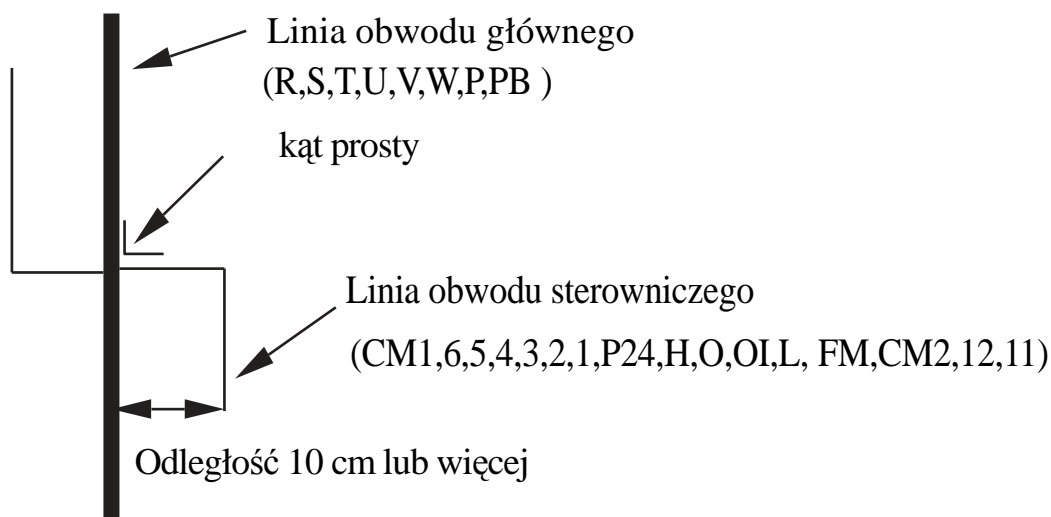 Linia obwodu głównego
(R,S,T,U,V,W,P,PB )
kąt prosty
Linia obwodu sterowniczego
(CM1,6,5,4,3,2,1,P24,H,O,OI,L, FM,CM2,12,11)
Odległość 10 cm lub więcej